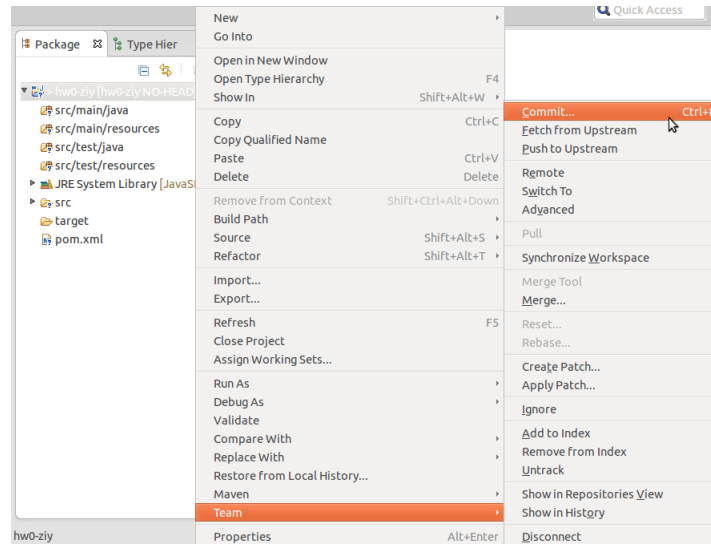 Quick Access
Package
Type Hier
> hw0-ziy [hw0-ziy NO-HEAD]
src/main/java
src/main/resources
src/test/java
src/test/resources
JRE System Library [JavaS
src
target
pom.xml
hw0-ziy
New
Go Into
Open in New Window
Open Type Hierarchy F4
Show In Shift+Alt+W
Copy Ctrl+C
Copy Qualified Name
Paste Ctrl+V
Delete Delete
Remove from Context Shift+Ctrl+Alt+Down
Build Path
Source Shift+Alt+S
Refactor Shift+Alt+T
Import...
Export...
Refresh F5
Close Project
Assign Working Sets...
Run As
Debug As
Validate
Compare With
Replace With
Restore from Local History...
Maven
Team
Properties Alt+Enter
Commit... Ctrl+
Fetch from Upstream
Push to Upstream
Remote
Switch To
Advanced
Pull
Synchronize Workspace
Merge Tool
Merge...
Reset...
Rebase...
Create Patch...
Apply Patch...
Ignore
Add to Index
Remove from Index
Untrack
Show in Repositories View
Show in History
Disconnect